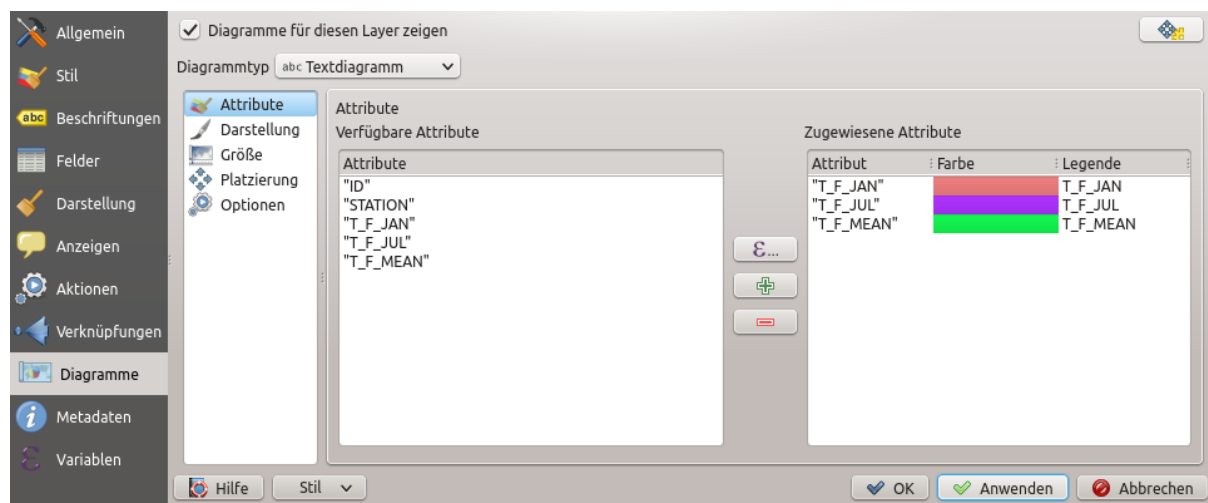 Allgemein
Stil
abc Beschriftungen
Felder
Darstellung
Anzeigen
Aktionen
Verknüpfungen
Diagramme
Metadaten
Variablen
Diagramme für diesen Layer zeigen
Diagrammtyp abc Textdiagramm
Attribute
Darstellung
Größe
Platzierung
Optionen
Attribute
Verfügbare Attribute
Attribute
"ID"
"STATION"
"T_F_JAN"
"T_F_JUL"
"T_F_MEAN"
ε...
Zugewiesene Attribute
Attribut Farbe Legende
"T_F_JAN" T_F_JAN
"T_F_JUL" T_F_JUL
"T_F_MEAN" T_F_MEAN
Hilfe Stil OK Anwenden Abbrechen